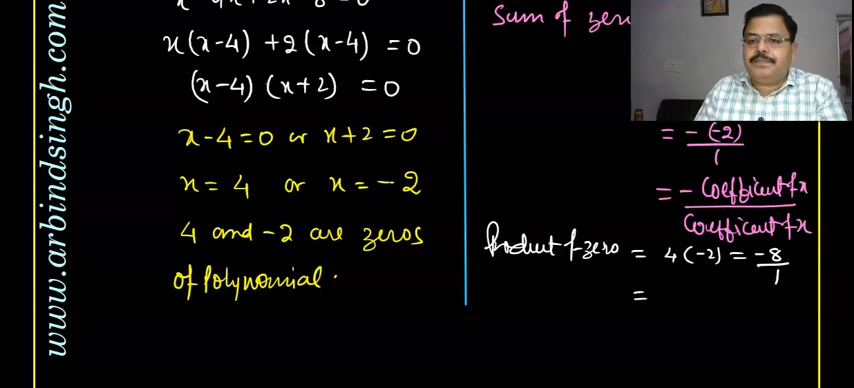 x(x-4) + 2(x-4) = 0
(x-4) (x+2) = 0
x-4=0 or x+2=0
x = 4 or x = -2
4 and -2 are zeros
of Polynomial.
Sum of
= -(-2)/1
= - Coefficient of x / Coefficient of x
Product of zero = 4(-2) = -8/1
=
www.arbindsingh.com